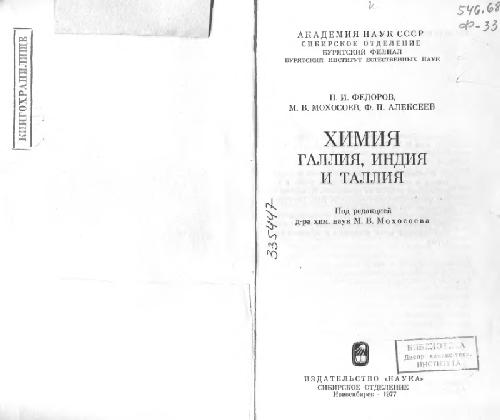 КНИГОХРАНИЛИЩЕ
546.68
Ф-33
АКАДЕМИЯ НАУК СССР
СИБИРСКОЕ ОТДЕЛЕНИЕ
БУРЯТСКИЙ ФИЛИАЛ
БУРЯТСКИЙ ИНСТИТУТ ЕСТЕСТВЕННЫХ НАУК
П. И. ФЕДОРОВ,
М. В. МОХОСОЕВ, Ф. П. АЛЕКСЕЕВ
ХИМИЯ
ГАЛЛИЯ, ИНДИЯ
И ТАЛЛИЯ
Под редакцией
д-ра хим. наук М. В. Мохосоева
335447
БИБЛИОТЕКА
Днепр.
ИНСТИТУТА
ИЗДАТЕЛЬСТВО «НАУКА»
СИБИРСКОЕ ОТДЕЛЕНИЕ
Новосибирск · 1977